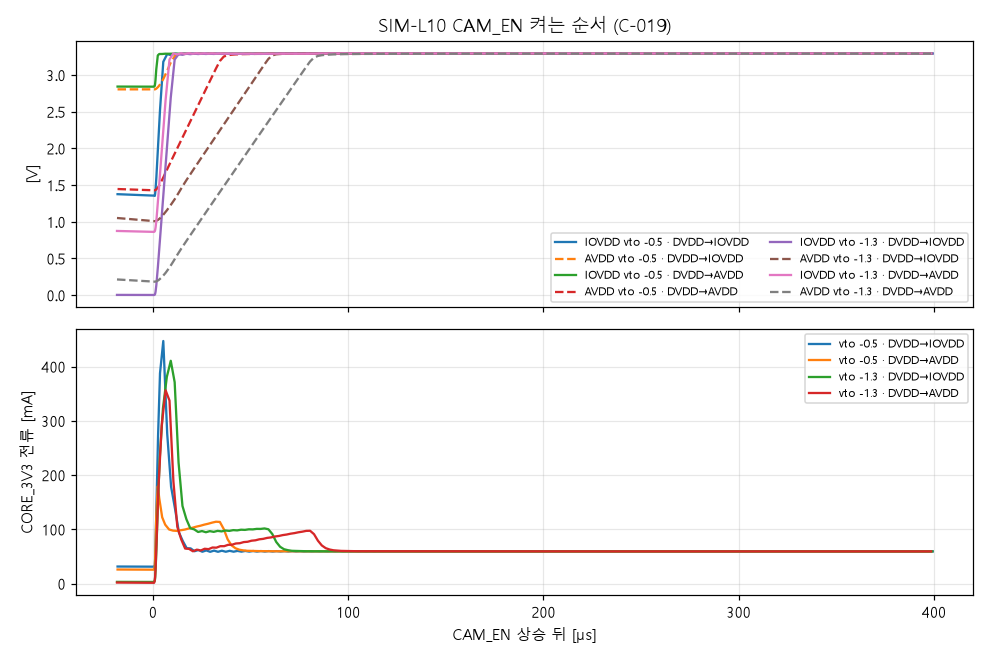 SIM-L10 CAM_EN 켜는 순서 (C-019)
[V]
3.0
2.5
2.0
1.5
1.0
0.5
0.0
IOVDD vto -0.5 · DVDD→IOVDD
AVDD vto -0.5 · DVDD→IOVDD
IOVDD vto -0.5 · DVDD→AVDD
AVDD vto -0.5 · DVDD→AVDD
IOVDD vto -1.3 · DVDD→IOVDD
AVDD vto -1.3 · DVDD→IOVDD
IOVDD vto -1.3 · DVDD→AVDD
AVDD vto -1.3 · DVDD→AVDD
CORE_3V3 전류 [mA]
400
300
200
100
0
vto -0.5 · DVDD→IOVDD
vto -0.5 · DVDD→AVDD
vto -1.3 · DVDD→IOVDD
vto -1.3 · DVDD→AVDD
0 100 200 300 400
CAM_EN 상승 뒤 [µs]